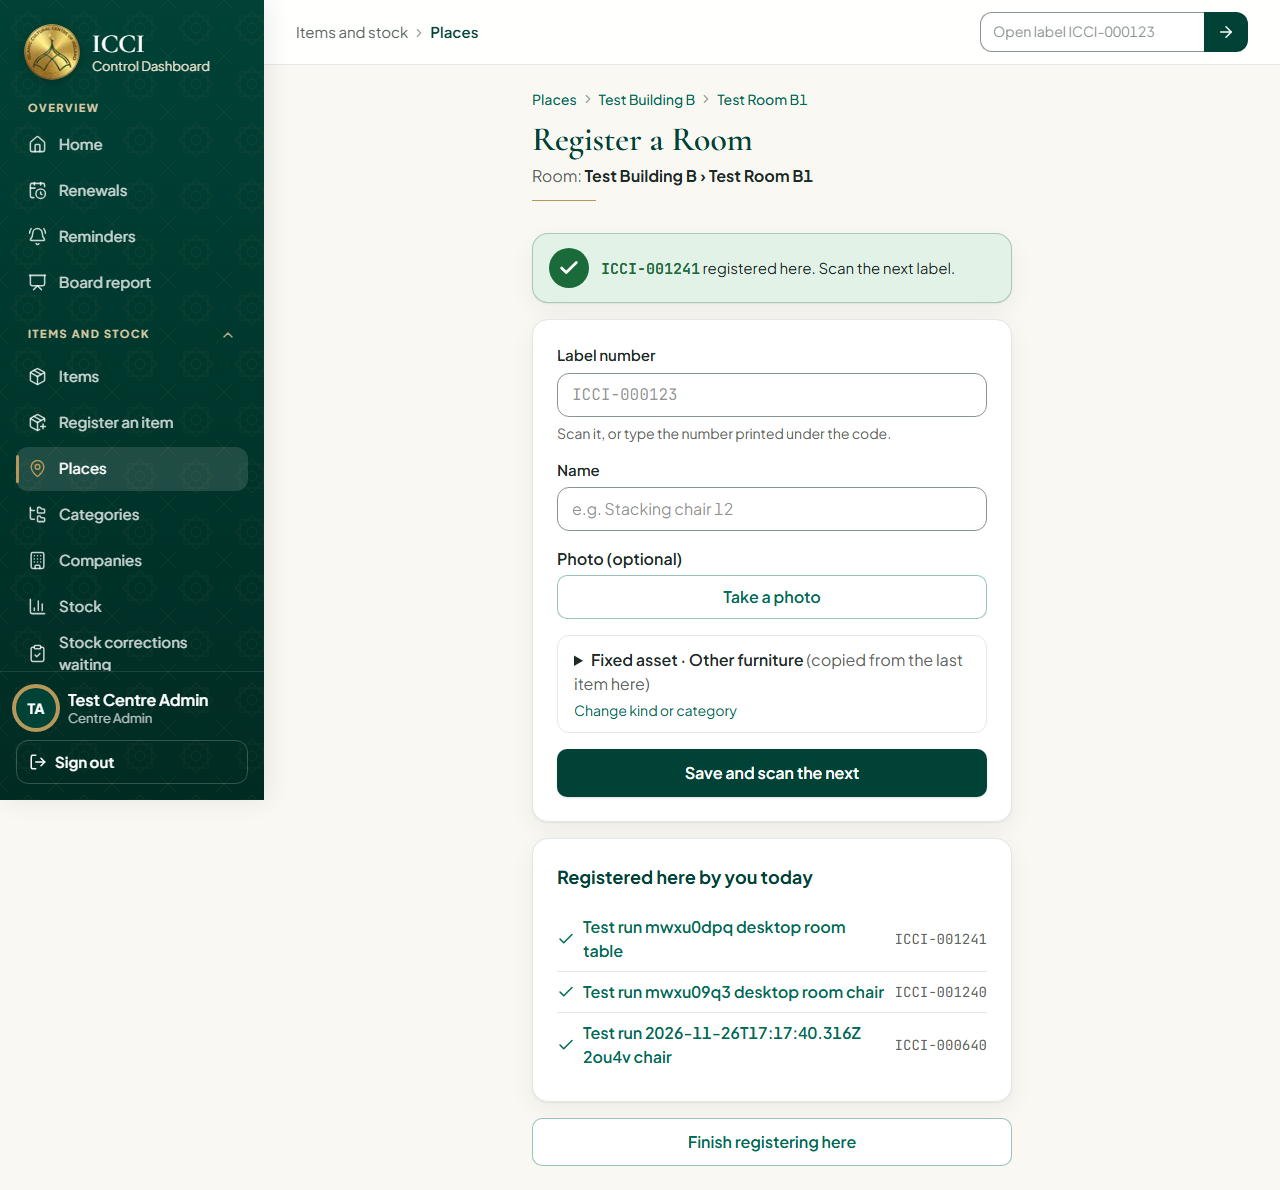 ICCI
Control Dashboard
OVERVIEW
Home
Renewals
Reminders
Board report
ITEMS AND STOCK
Items
Register an item
Places
Categories
Companies
Stock
Stock corrections
waiting
TA
Test Centre Admin
Centre Admin
Sign out
Items and stock › Places
Open label ICCI-000123
Places › Test Building B › Test Room B1
Register a Room
Room: Test Building B › Test Room B1
ICCI-001241 registered here. Scan the next label.
Label number
ICCI-000123
Scan it, or type the number printed under the code.
Name
e.g. Stacking chair 12
Photo (optional)
Take a photo
Fixed asset · Other furniture (copied from the last
item here)
Change kind or category
Save and scan the next
Registered here by you today
Test run mwxu0dpq desktop room
table
ICCI-001241
Test run mwxu09q3 desktop room chair ICCI-001240
Test run 2026-11-26T17:17:40.316Z
2ou4v chair
ICCI-000640
Finish registering here